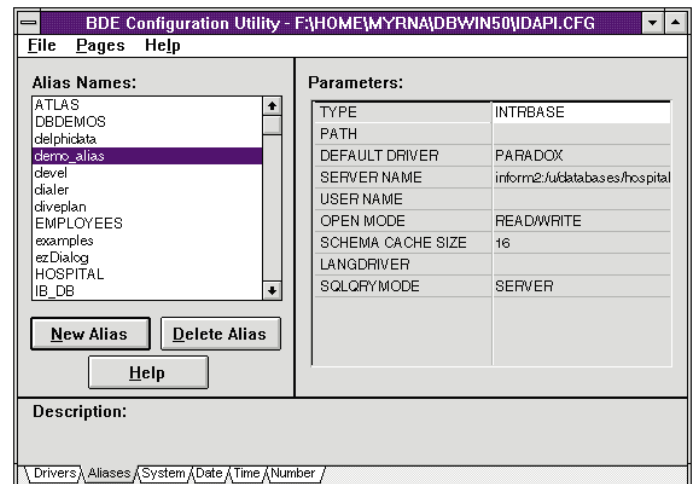 BDE Configuration Utility - F:\HOME\MYRNA\DBWIN50\IDAPI.CFG
File Pages Help
Alias Names:
ATLAS
DBDEMOS
delphidata
demo_alias
devel
dialer
diveplan
EMPLOYEES
examples
ezDialog
HOSPITAL
IB_DB
New Alias Delete Alias
Help
Parameters:
TYPE INTRBASE
PATH
DEFAULT DRIVER PARADOX
SERVER NAME inform2:/u/databases/hospital
USER NAME
OPEN MODE READ/WRITE
SCHEMA CACHE SIZE 16
LANGDRIVER
SQLQRYMODE SERVER
Description:
Drivers Aliases System Date Time Number